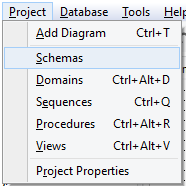 Project Database Tools Help
Add Diagram Ctrl+T
Schemas
Domains Ctrl+Alt+D
Sequences Ctrl+Q
Procedures Ctrl+Alt+R
Views Ctrl+Alt+V
Project Properties